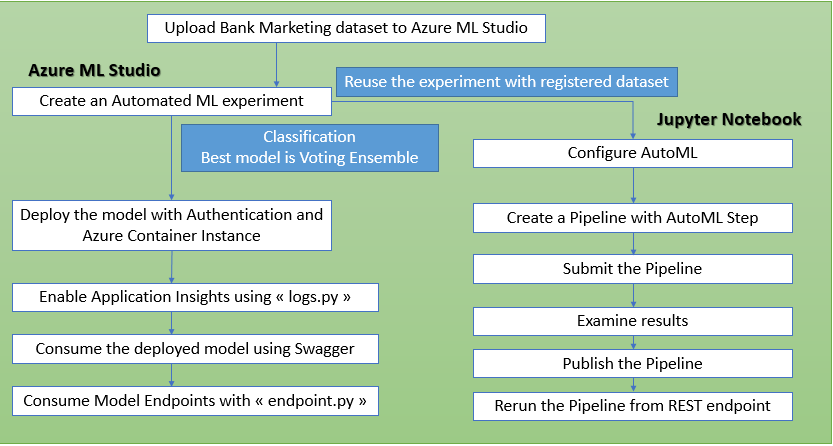 Upload Bank Marketing dataset to Azure ML Studio
Azure ML Studio
Reuse the experiment with registered dataset
Create an Automated ML experiment
Classification
Best model is Voting Ensemble
Deploy the model with Authentication and
Azure Container Instance
Enable Application Insights using « logs.py »
Consume the deployed model using Swagger
Consume Model Endpoints with « endpoint.py »
Jupyter Notebook
Configure AutoML
Create a Pipeline with AutoML Step
Submit the Pipeline
Examine results
Publish the Pipeline
Rerun the Pipeline from REST endpoint